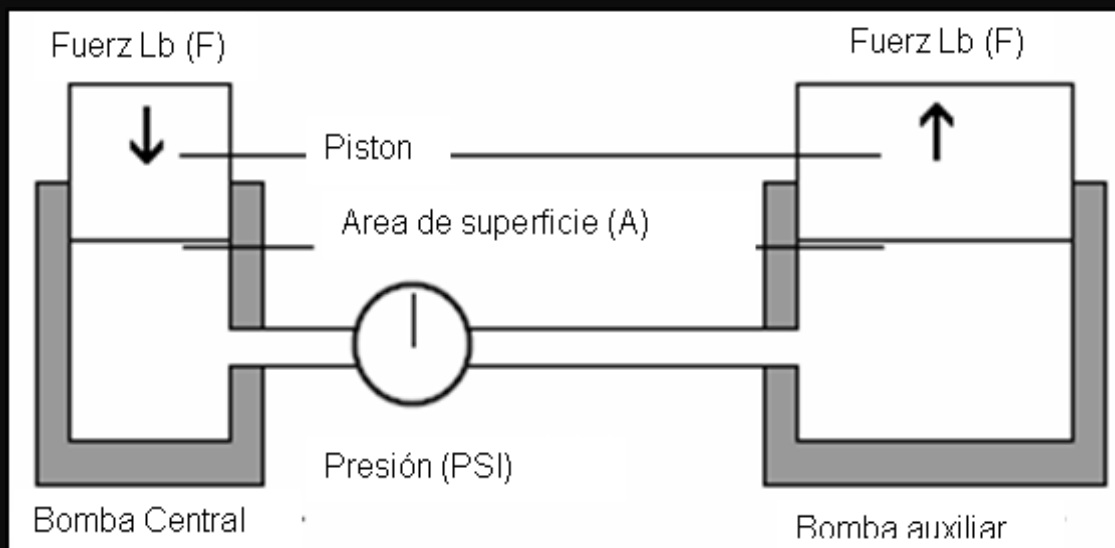 Fuerz Lb (F)
Fuerz Lb (F)
Piston
Area de superficie (A)
Presión (PSI)
Bomba Central
Bomba auxiliar